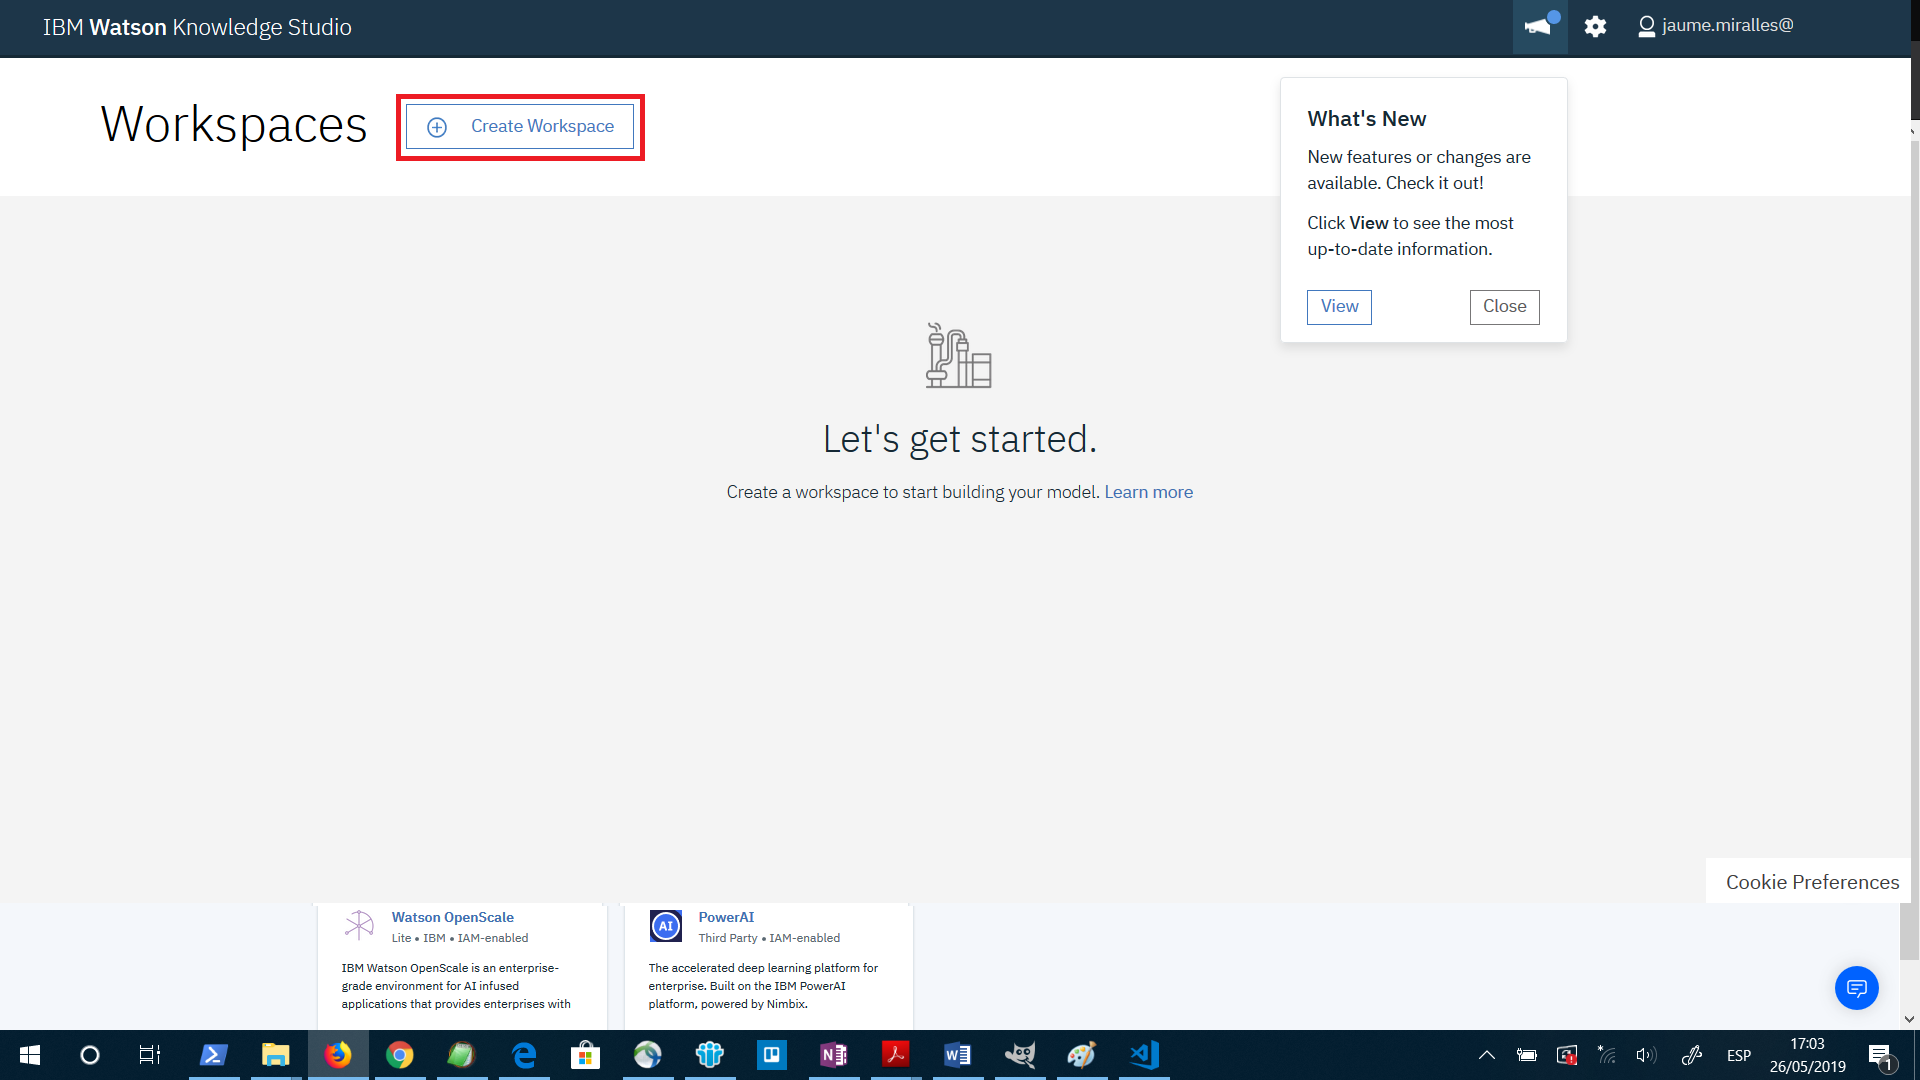 IBM Watson Knowledge Studio
jaume.miralles@
Workspaces
Create Workspace
What's New
New features or changes are
available. Check it out!
Click View to see the most
up-to-date information.
View
Close
Let's get started.
Create a workspace to start building your model. Learn more
Cookie Preferences
Watson OpenScale
Lite • IBM • IAM-enabled
IBM Watson OpenScale is an enterprise-
grade environment for AI infused
applications that provides enterprises with
AI
PowerAI
Third Party • IAM-enabled
The accelerated deep learning platform for
enterprise. Built on the IBM PowerAI
platform, powered by Nimbix.
ESP
17:03
26/05/2019
1